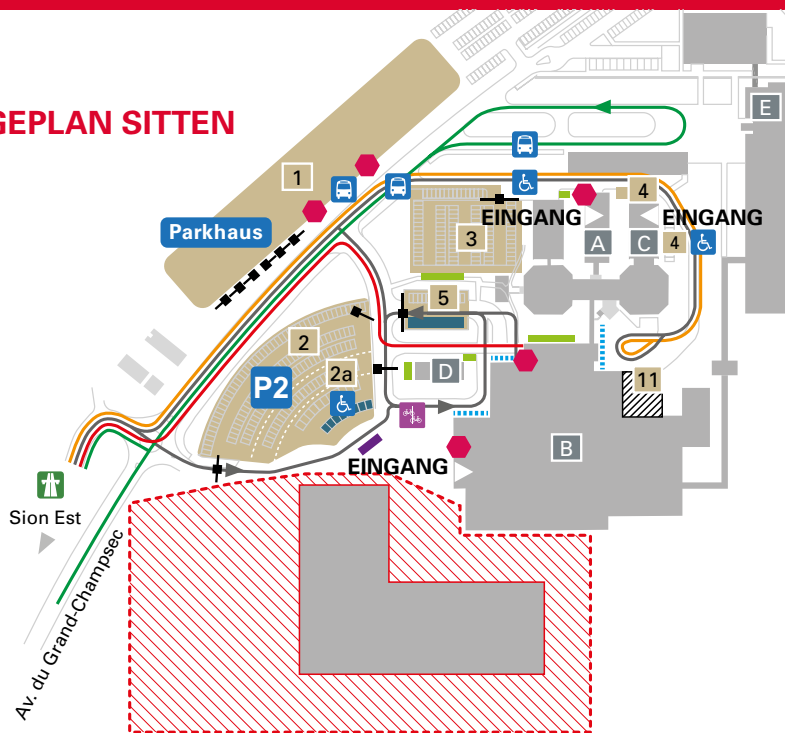 GEPLAN SITTEN
E
1
4
EINGANG
EINGANG
Parkhaus
3
A
C
4
5
2
2a
D
P2
11
B
EINGANG
Sion Est
Av. du Grand-Champsec